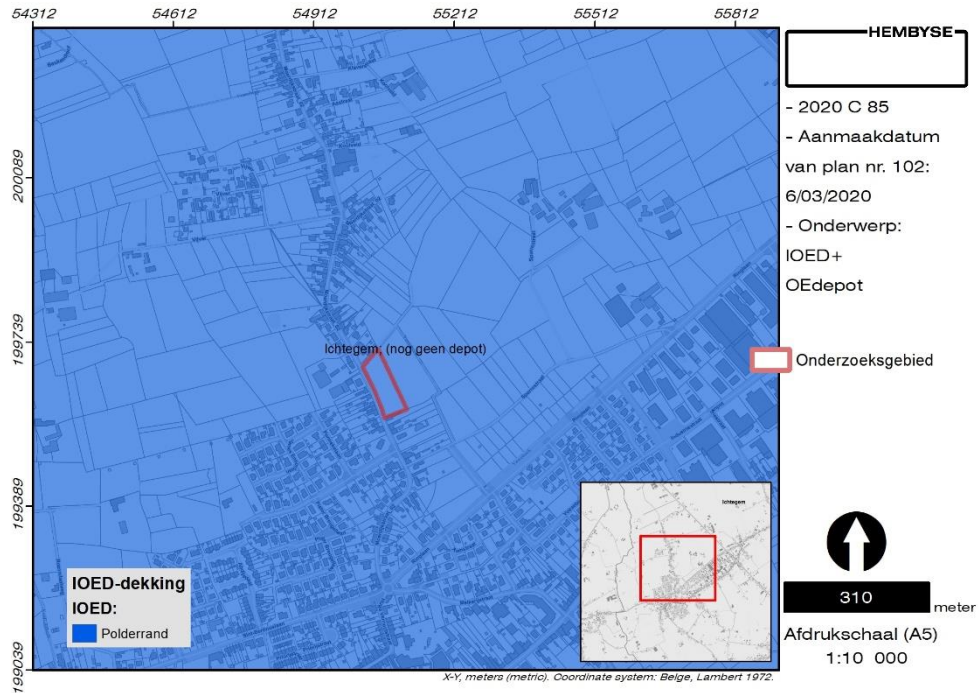 54312 54612 54912 55212 55512 55812
HEMBYSE
- 2020 C 85
- Aanmaakdatum
van plan nr. 102:
6/03/2020
- Onderwerp:
IOED+
OEdepot
200089
199739
199389
199039
Ichtegem; (nog geen depot)
Onderzoeksgebied
Ichtegem
IOED-dekking
IOED:
Polderrand
310 meter
Afdrukschaal (A5)
1:10 000
X-Y, meters (metric). Coordinate system: Belge, Lambert 1972.